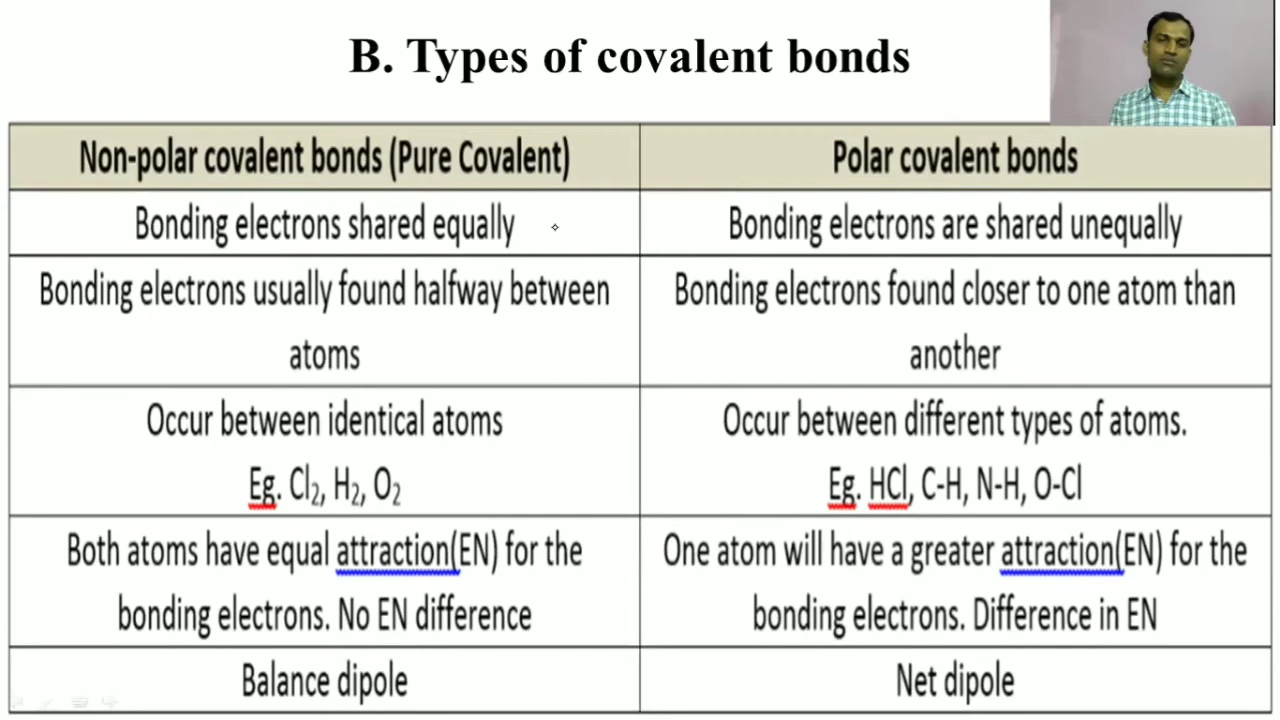 B. Types of covalent bonds
Non-polar covalent bonds (Pure Covalent)
Polar covalent bonds
Bonding electrons shared equally
Bonding electrons are shared unequally
Bonding electrons usually found halfway between
atoms
Bonding electrons found closer to one atom than
another
Occur between identical atoms
Eg. Cl₂, H₂, O₂
Occur between different types of atoms.
Eg. HCl, C-H, N-H, O-Cl
Both atoms have equal attraction(EN) for the
bonding electrons. No EN difference
One atom will have a greater attraction(EN) for the
bonding electrons. Difference in EN
Balance dipole
Net dipole